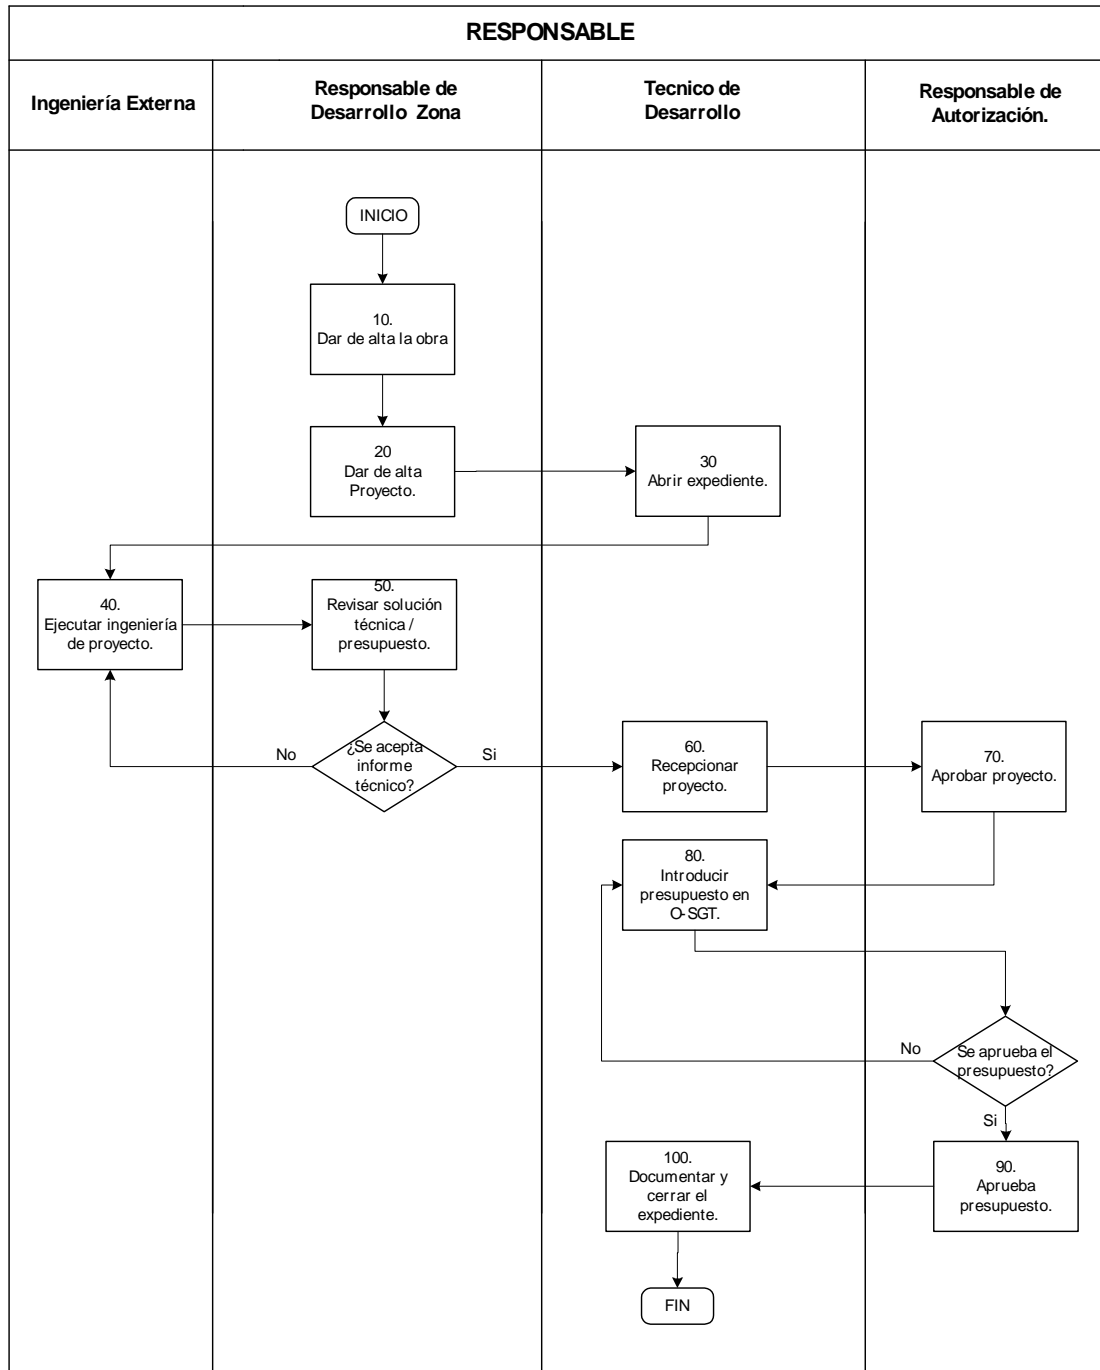 RESPONSABLE
Ingeniería Externa
Responsable de
Desarrollo Zona
Tecnico de
Desarrollo
Responsable de
Autorización.
INICIO
10.
Dar de alta la obra
20
Dar de alta
Proyecto.
30
Abrir expediente.
40.
Ejecutar ingeniería
de proyecto.
50.
Revisar solución
técnica /
presupuesto.
¿Se acepta
informe
técnico?
No
Si
60.
Recepcionar
proyecto.
70.
Aprobar proyecto.
80.
Introducir
presupuesto en
O-SGT.
Se aprueba el
presupuesto?
No
Si
90.
Aprueba
presupuesto.
100.
Documentar y
cerrar el
expediente.
FIN